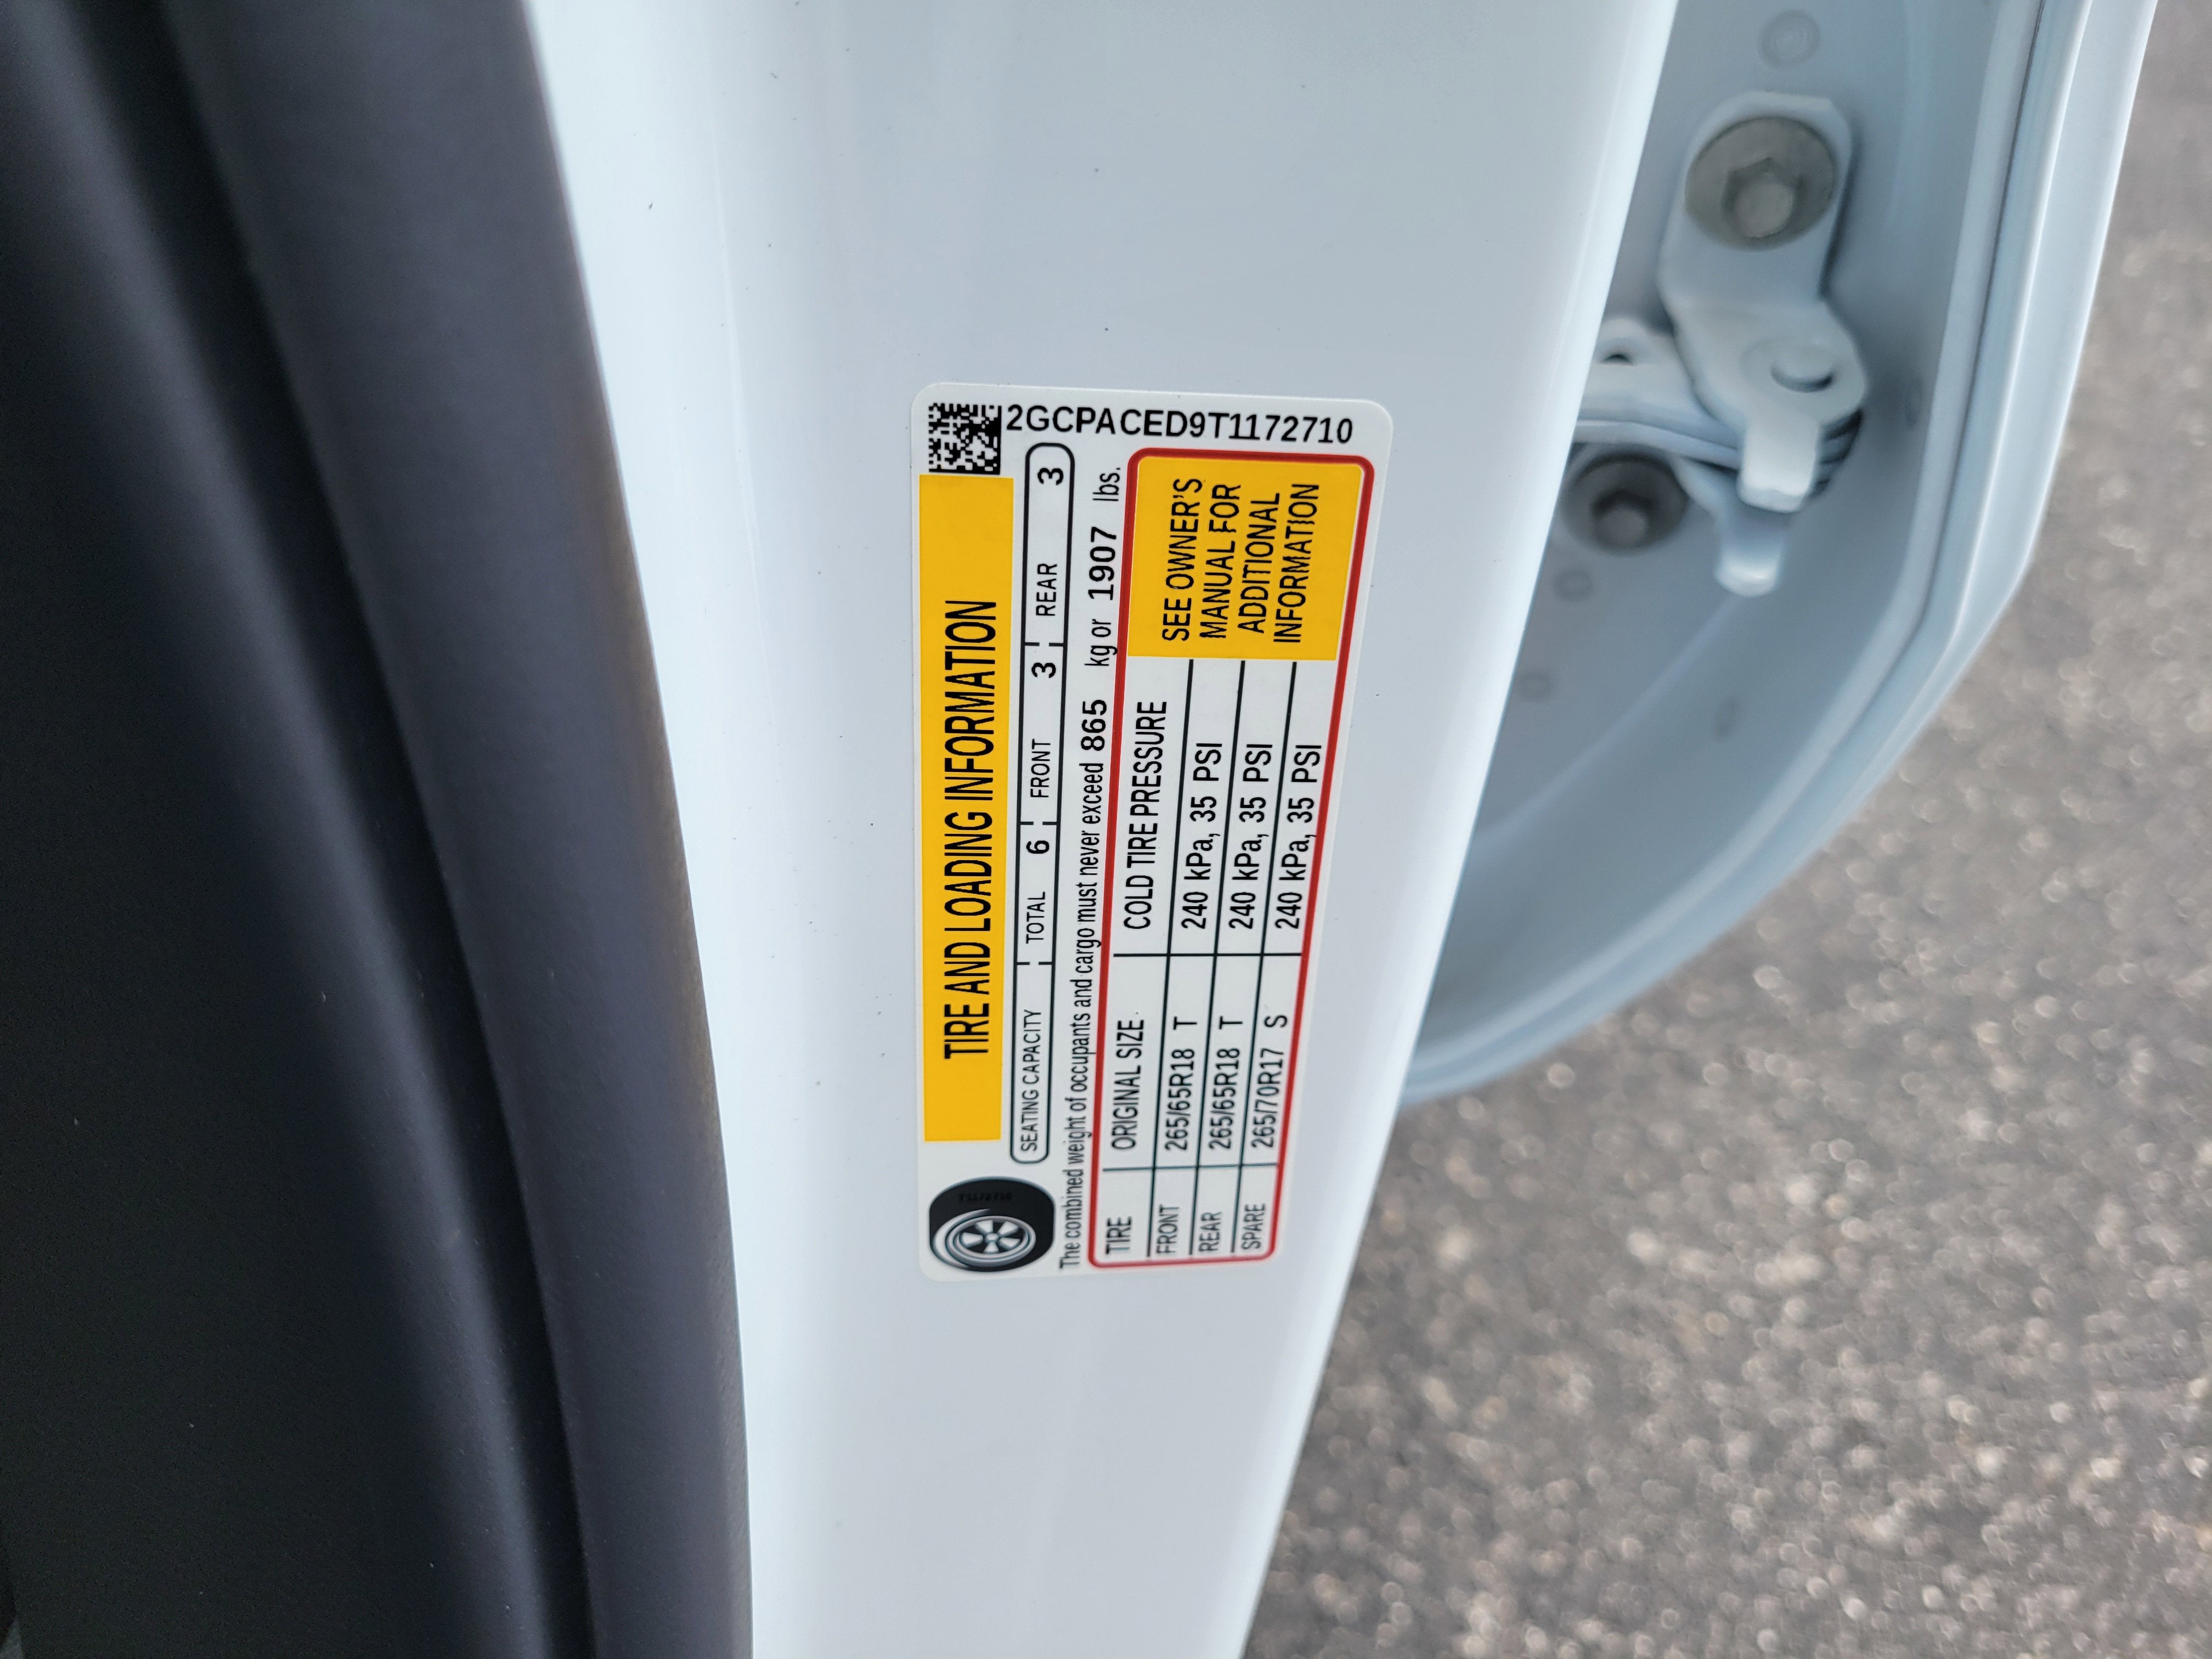 2GCPACED9T1172710
TIRE AND LOADING INFORMATION
SEATING CAPACITY TOTAL 6 FRONT 3 REAR 3
The combined weight of occupants and cargo must never exceed 865 kg or 1907 lbs.
TIRE ORIGINAL SIZE COLD TIRE PRESSURE
FRONT 265/65R18 T 240 kPa, 35 PSI
REAR 265/65R18 T 240 kPa, 35 PSI
SPARE 265/70R17 S 240 kPa, 35 PSI
SEE OWNER'S
MANUAL FOR
ADDITIONAL
INFORMATION